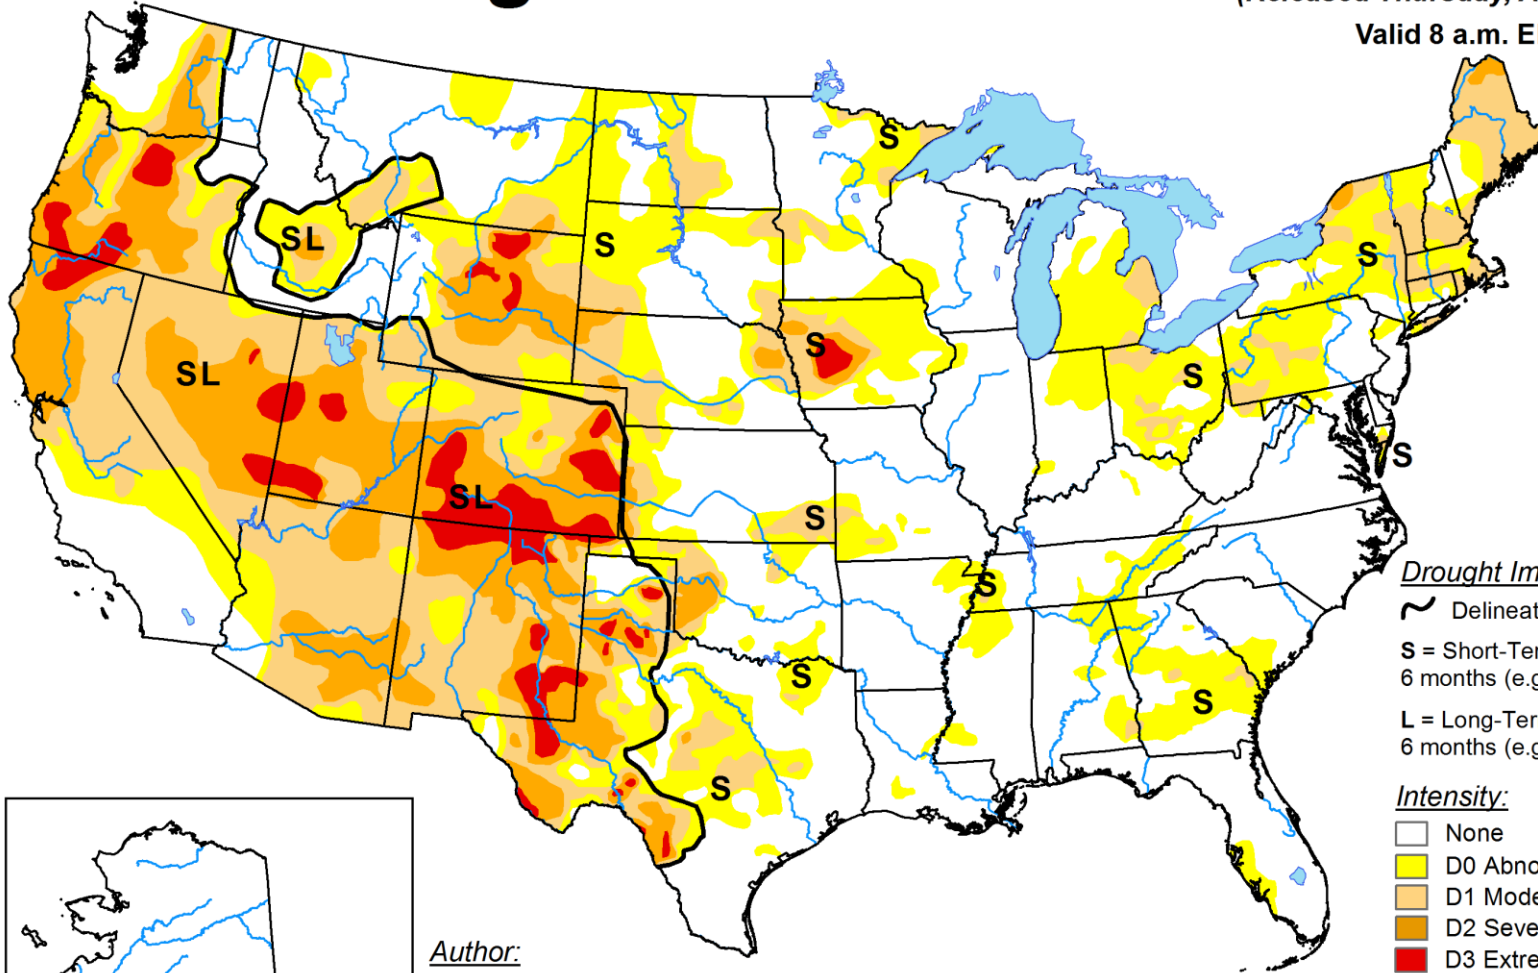 Valid 8 a.m. E
S
S
S
SL
S
SL
S
S
SL
S
S
S
S
S
Drought Im
Delineat
S = Short-Ter
6 months (e.g
L = Long-Ter
6 months (e.g
Intensity:
None
D0 Abno
D1 Mode
D2 Seve
D3 Extre
Author: